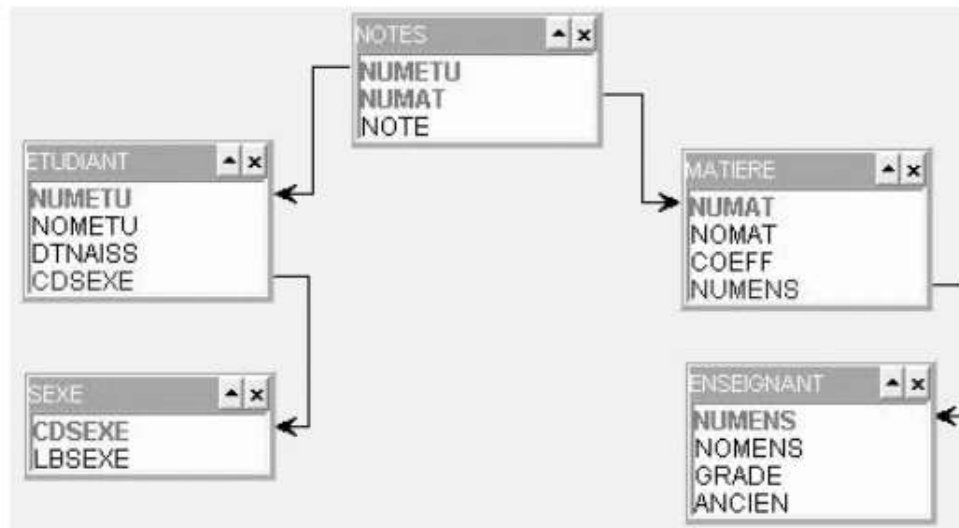 NOTES
NUMETU
NUMAT
NOTE
ETUDIANT
NUMETU
NOMETU
DTNAISS
CDSEXE
MATIERE
NUMAT
NOMAT
COEFF
NUMENS
SEXE
CDSEXE
LBSEXE
ENSEIGNANT
NUMENS
NOMENS
GRADE
ANCIEN